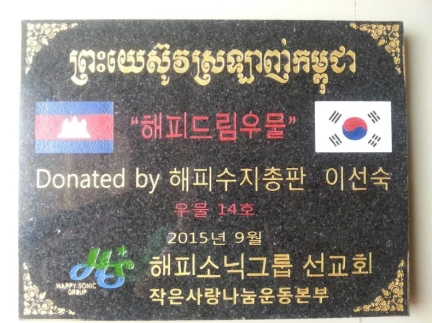 ព្រះយេស៊ូវស្រឡាញ់កម្ពុជា
"해피드림우물"
Donated by 해피수지총판 이선숙
우물 14호
2015년 9월
HAPPY SONIC
GROUP
해피소닉그룹 선교회
작은사랑나눔운동본부